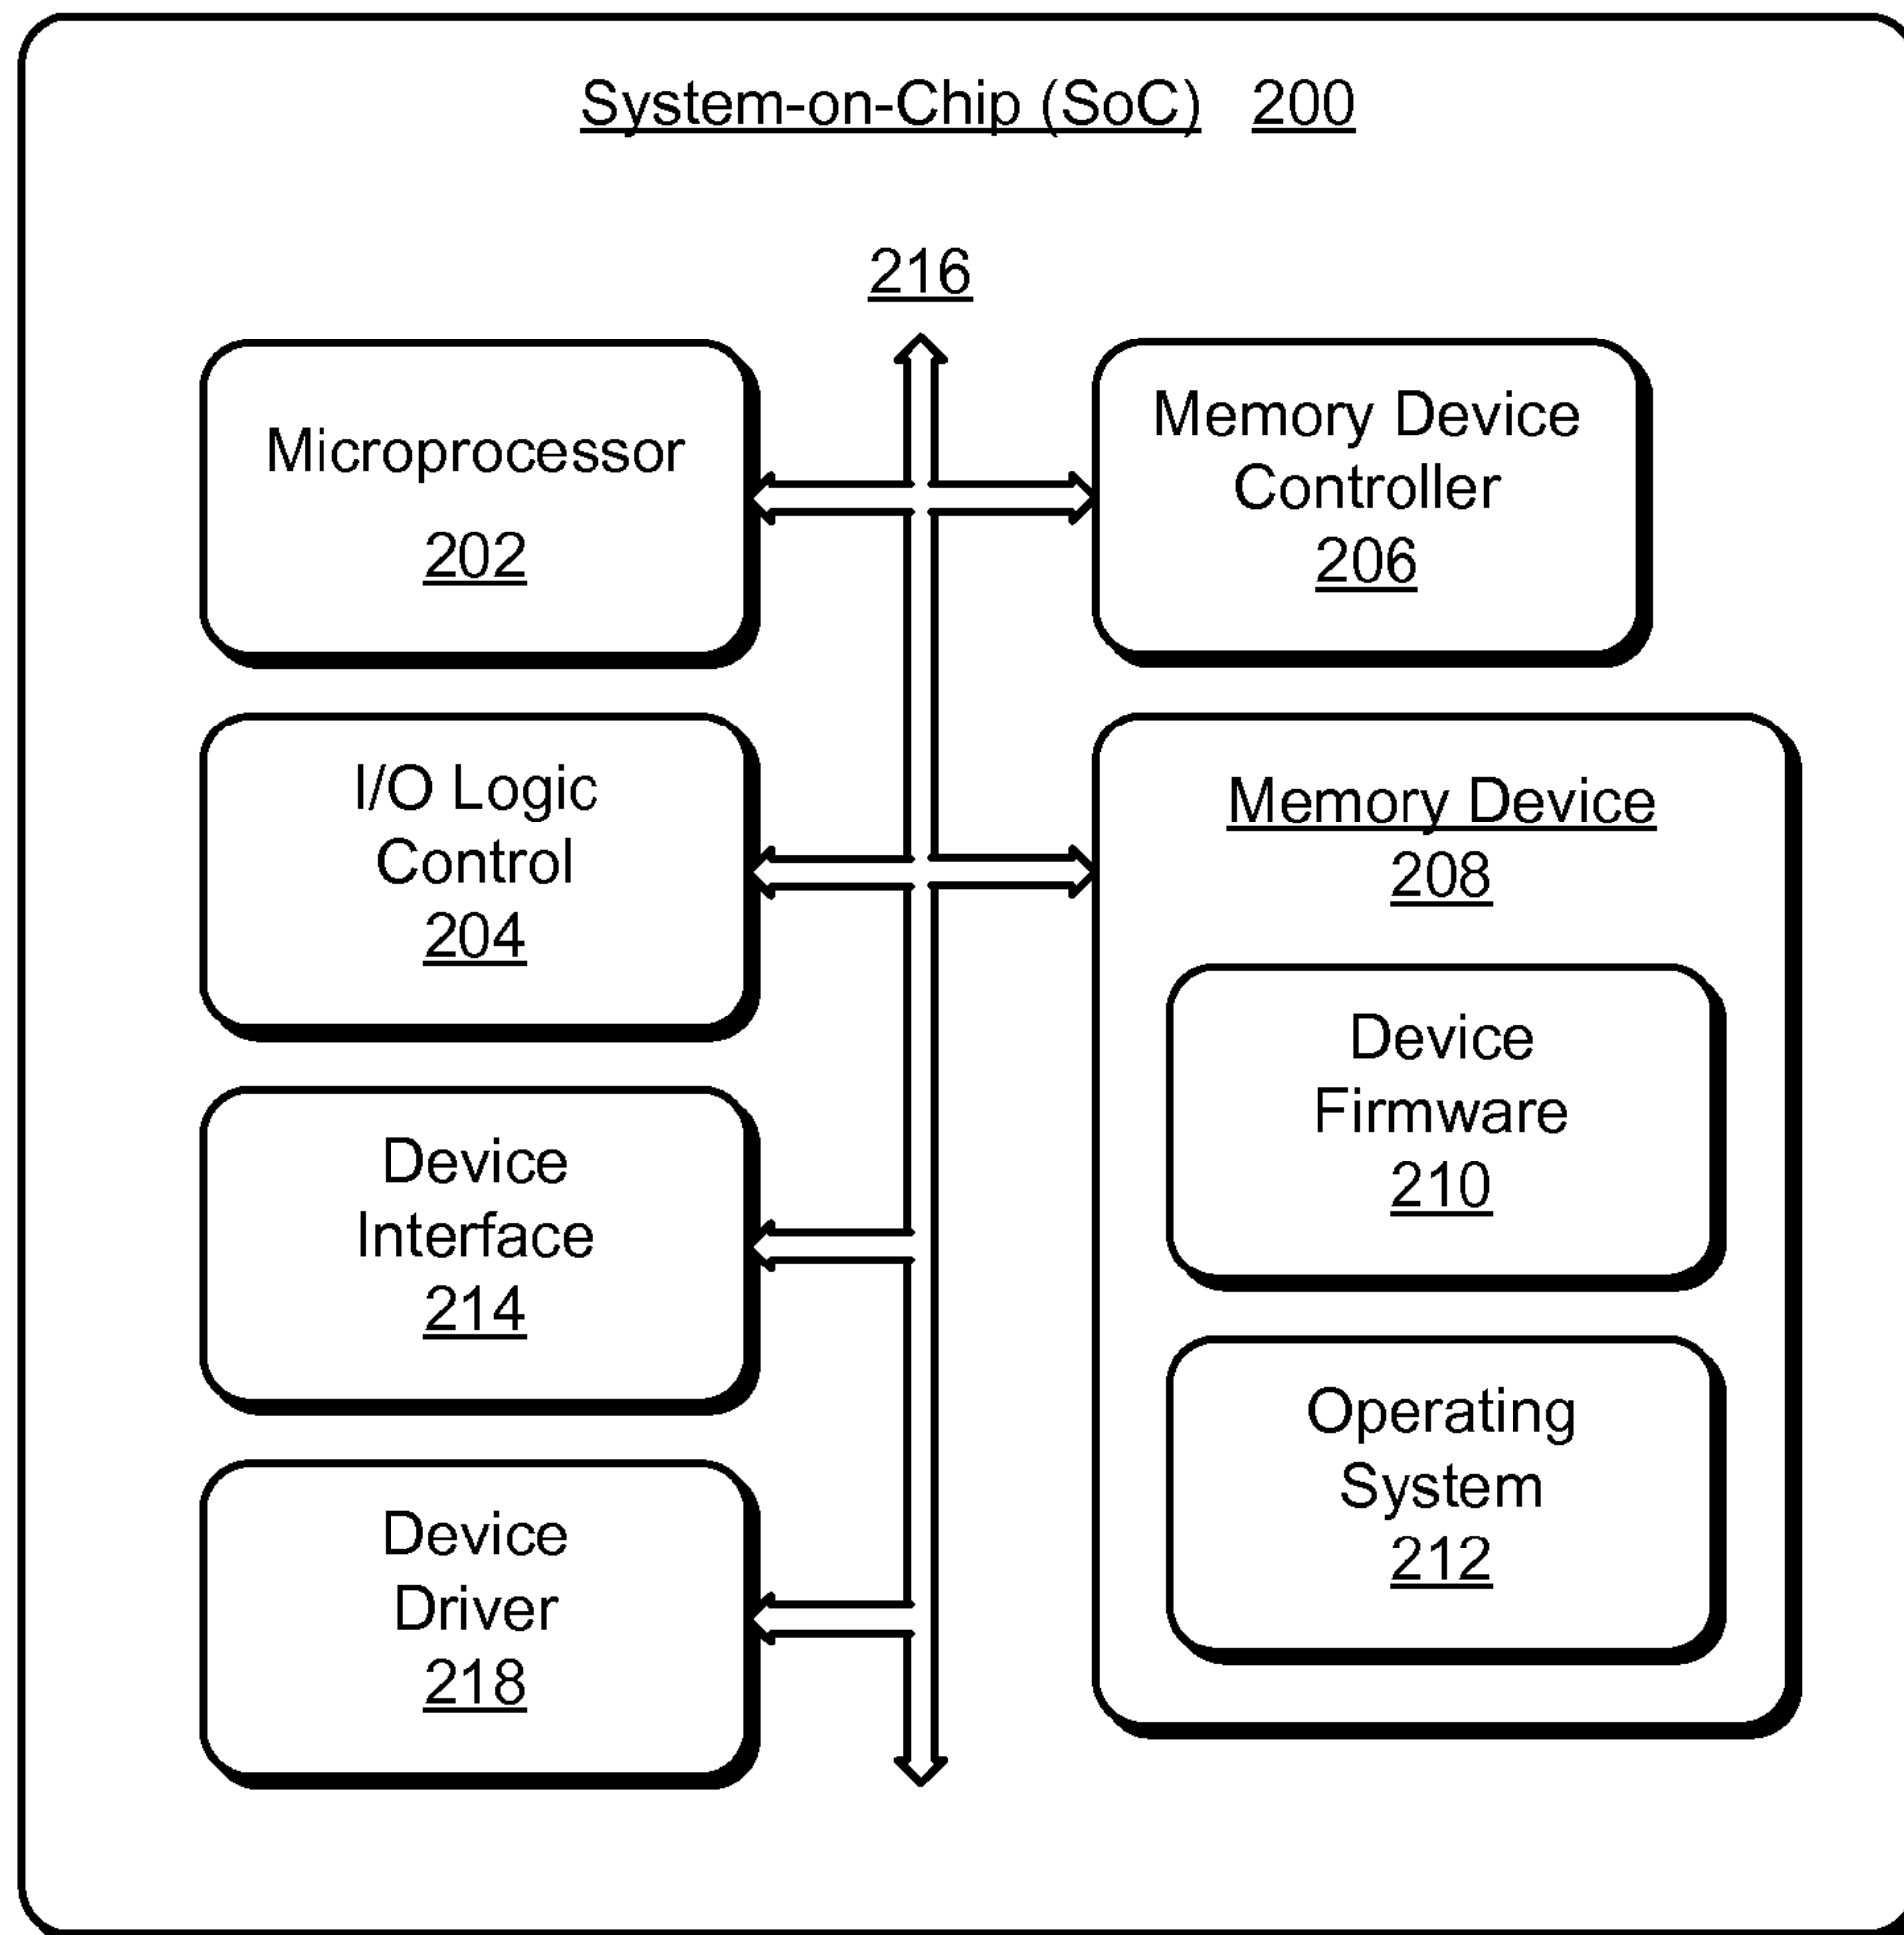 System-on-Chip (SoC) 200
216
Microprocessor
202
Memory Device
Controller
206
I/O Logic
Control
204
Memory Device
208
Device
Interface
214
Device
Firmware
210
Device
Driver
218
Operating
System
212